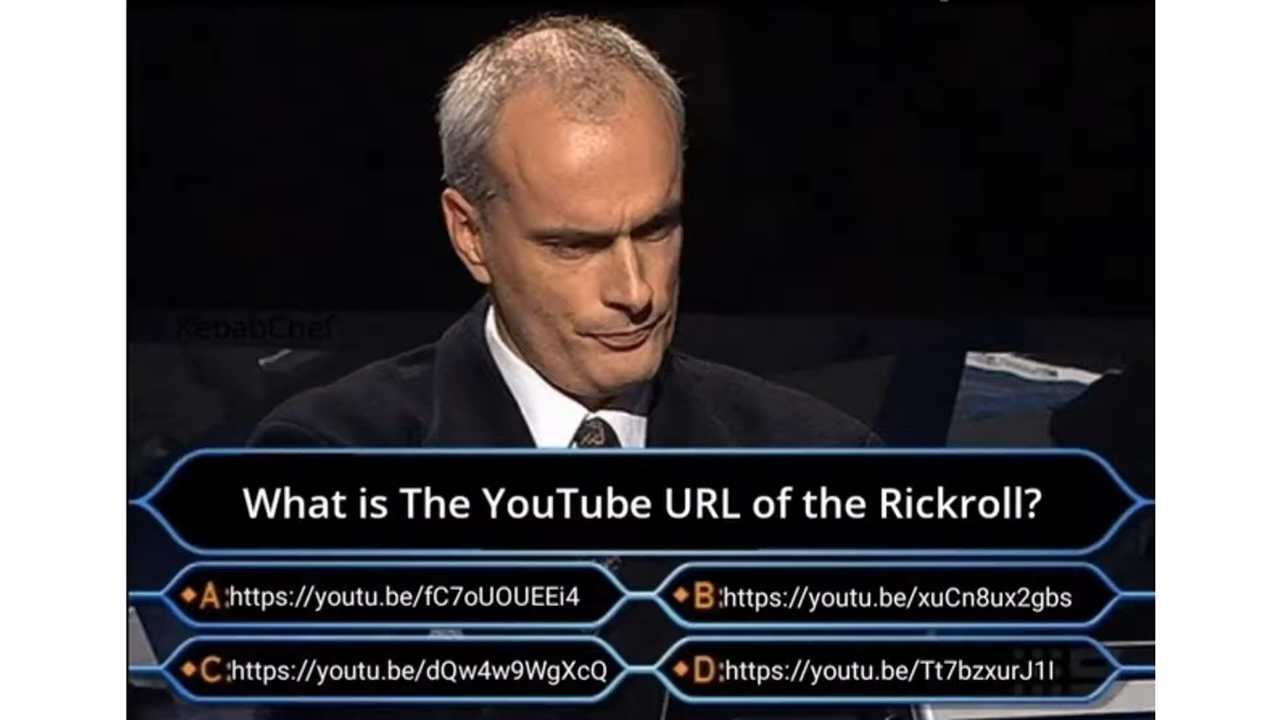 KebabChef
What is The YouTube URL of the Rickroll?
A: https://youtu.be/fC7oUOUEEi4
B: https://youtu.be/xuCn8ux2gbs
C: https://youtu.be/dQw4w9WgXcQ
D: https://youtu.be/Tt7bzxurJ1I